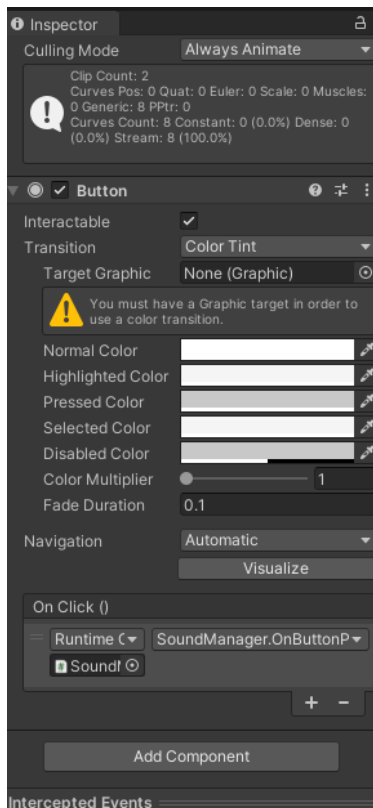 Inspector
Culling Mode Always Animate
Clip Count: 2
Curves Pos: 0 Quat: 0 Euler: 0 Scale: 0 Muscles:
0 Generic: 8 PPtr: 0
Curves Count: 8 Constant: 0 (0.0%) Dense: 0
(0.0%) Stream: 8 (100.0%)
Button
Interactable
Transition Color Tint
Target Graphic None (Graphic)
You must have a Graphic target in order to
use a color transition.
Normal Color
Highlighted Color
Pressed Color
Selected Color
Disabled Color
Color Multiplier 1
Fade Duration 0.1
Navigation Automatic
Visualize
On Click ()
Runtime SoundManager.OnButtonP
Sound
+ -
Add Component
Intercepted Events